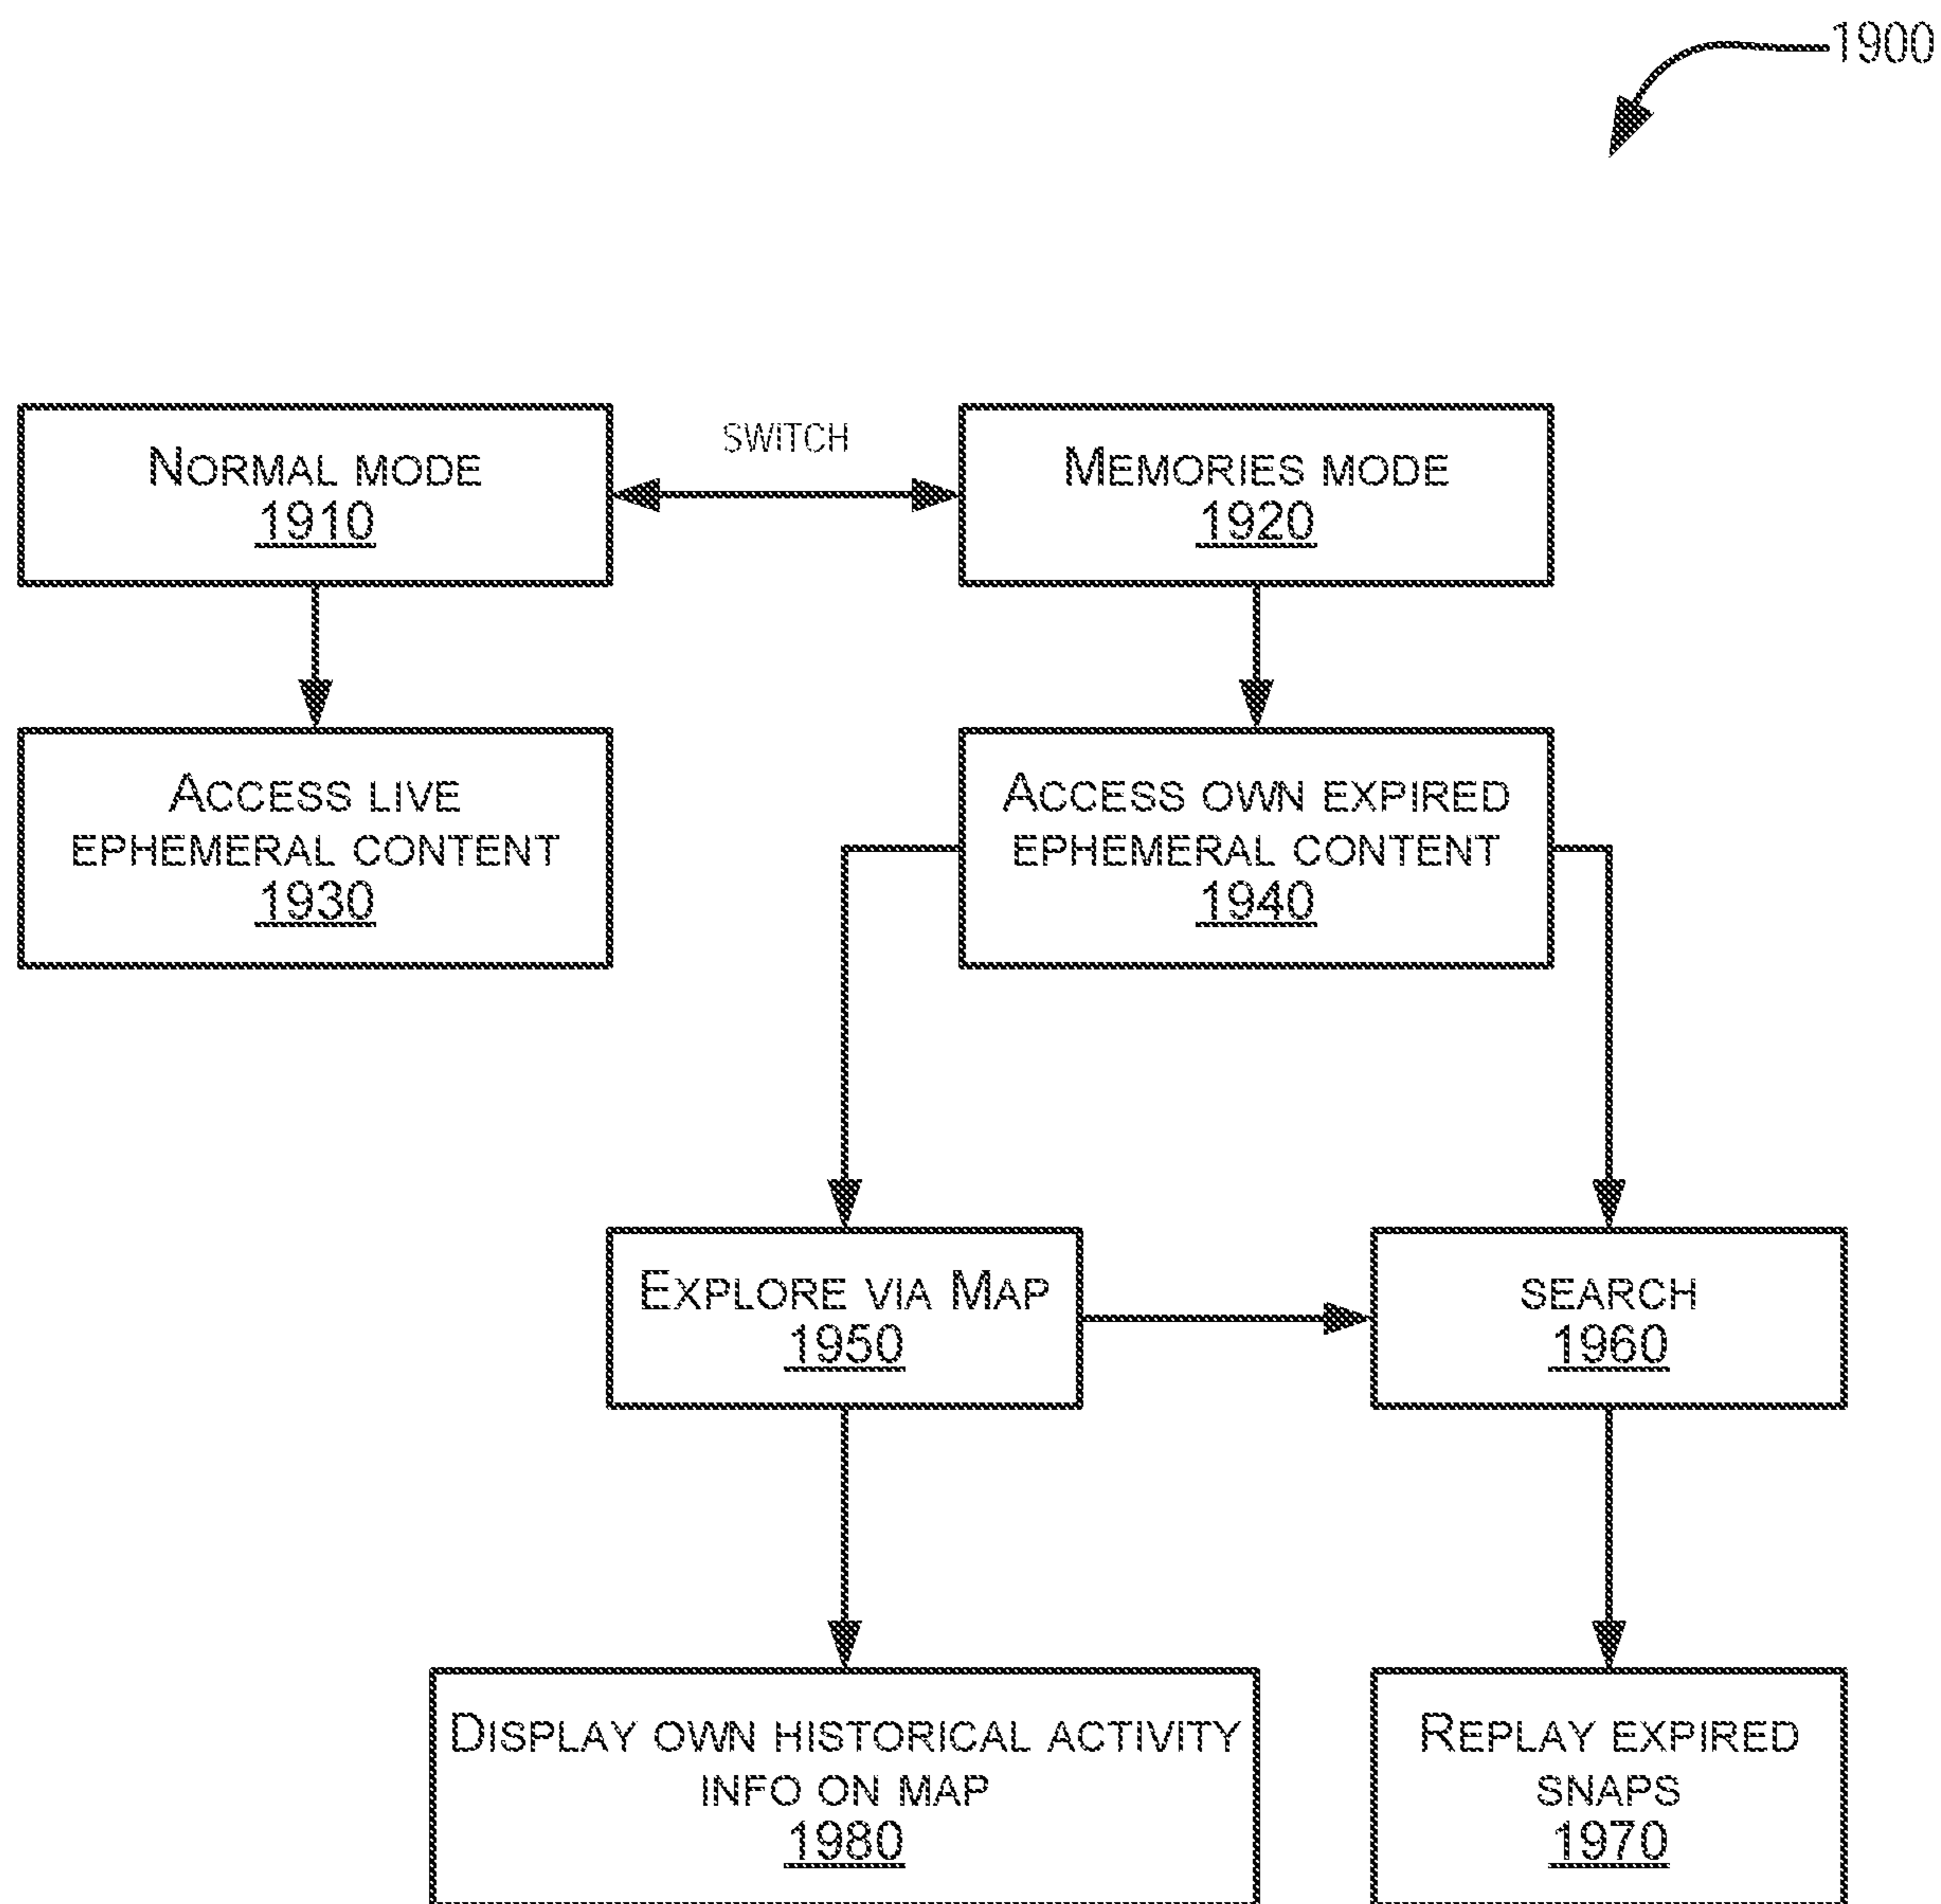 1900
NORMAL MODE
1910
SWITCH
MEMORIES MODE
1920
ACCESS LIVE
EPHEMERAL CONTENT
1930
ACCESS OWN EXPIRED
EPHEMERAL CONTENT
1940
EXPLORE VIA MAP
1950
SEARCH
1960
DISPLAY OWN HISTORICAL ACTIVITY
INFO ON MAP
1980
REPLAY EXPIRED
SNAPS
1970